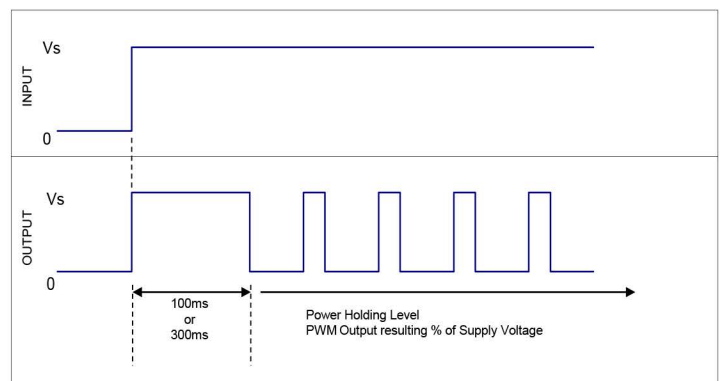 Vs
INPUT
0
Vs
OUTPUT
0
100ms
or
300ms
Power Holding Level
PWM Output resulting % of Supply Voltage